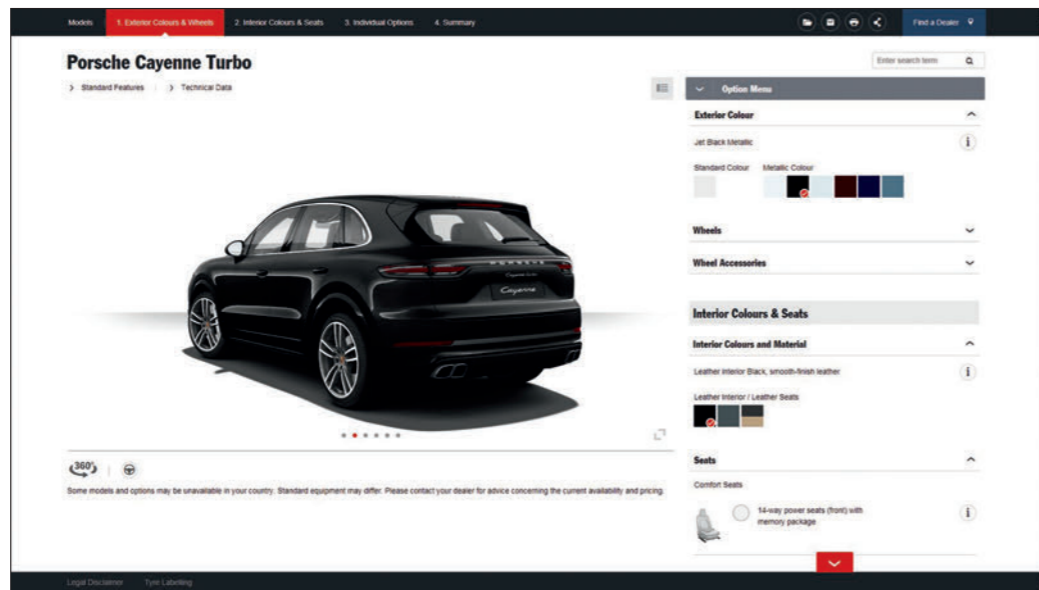 Models
1. Exterior Colours & Wheels
2. Interior Colours & Seats
3. Individual Options
4. Summary
Find a Dealer
Porsche Cayenne Turbo
Enter search term
Standard Features
Technical Data
Option Menu
Exterior Colour
Jet Black Metallic
Standard Colour
Metallic Colour
Wheels
Wheel Accessories
PORSCHE
Cayenne turbo
Cayenne
Interior Colours & Seats
Interior Colours and Material
Leather Interior Black, smooth-finish leather
Leather Interior / Leather Seats
360°
Some models and options may be unavailable in your country. Standard equipment may differ. Please contact your dealer for advice concerning the current availability and pricing.
Seats
Comfort Seats
14-way power seats (front) with
memory package
Legal Disclaimer
Tyre Labelling